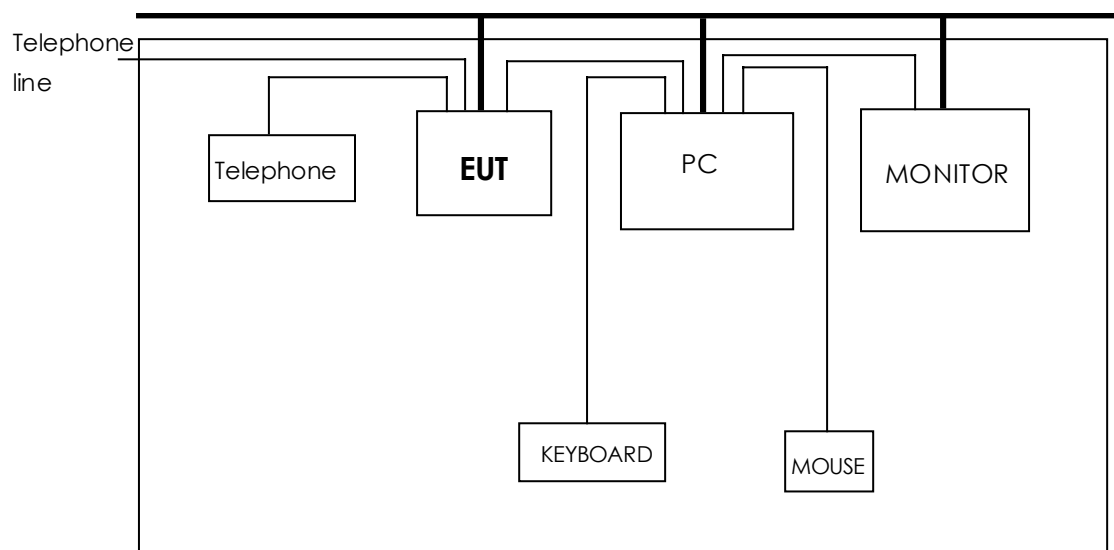 Telephone
line
Telephone
EUT
PC
MONITOR
KEYBOARD
MOUSE